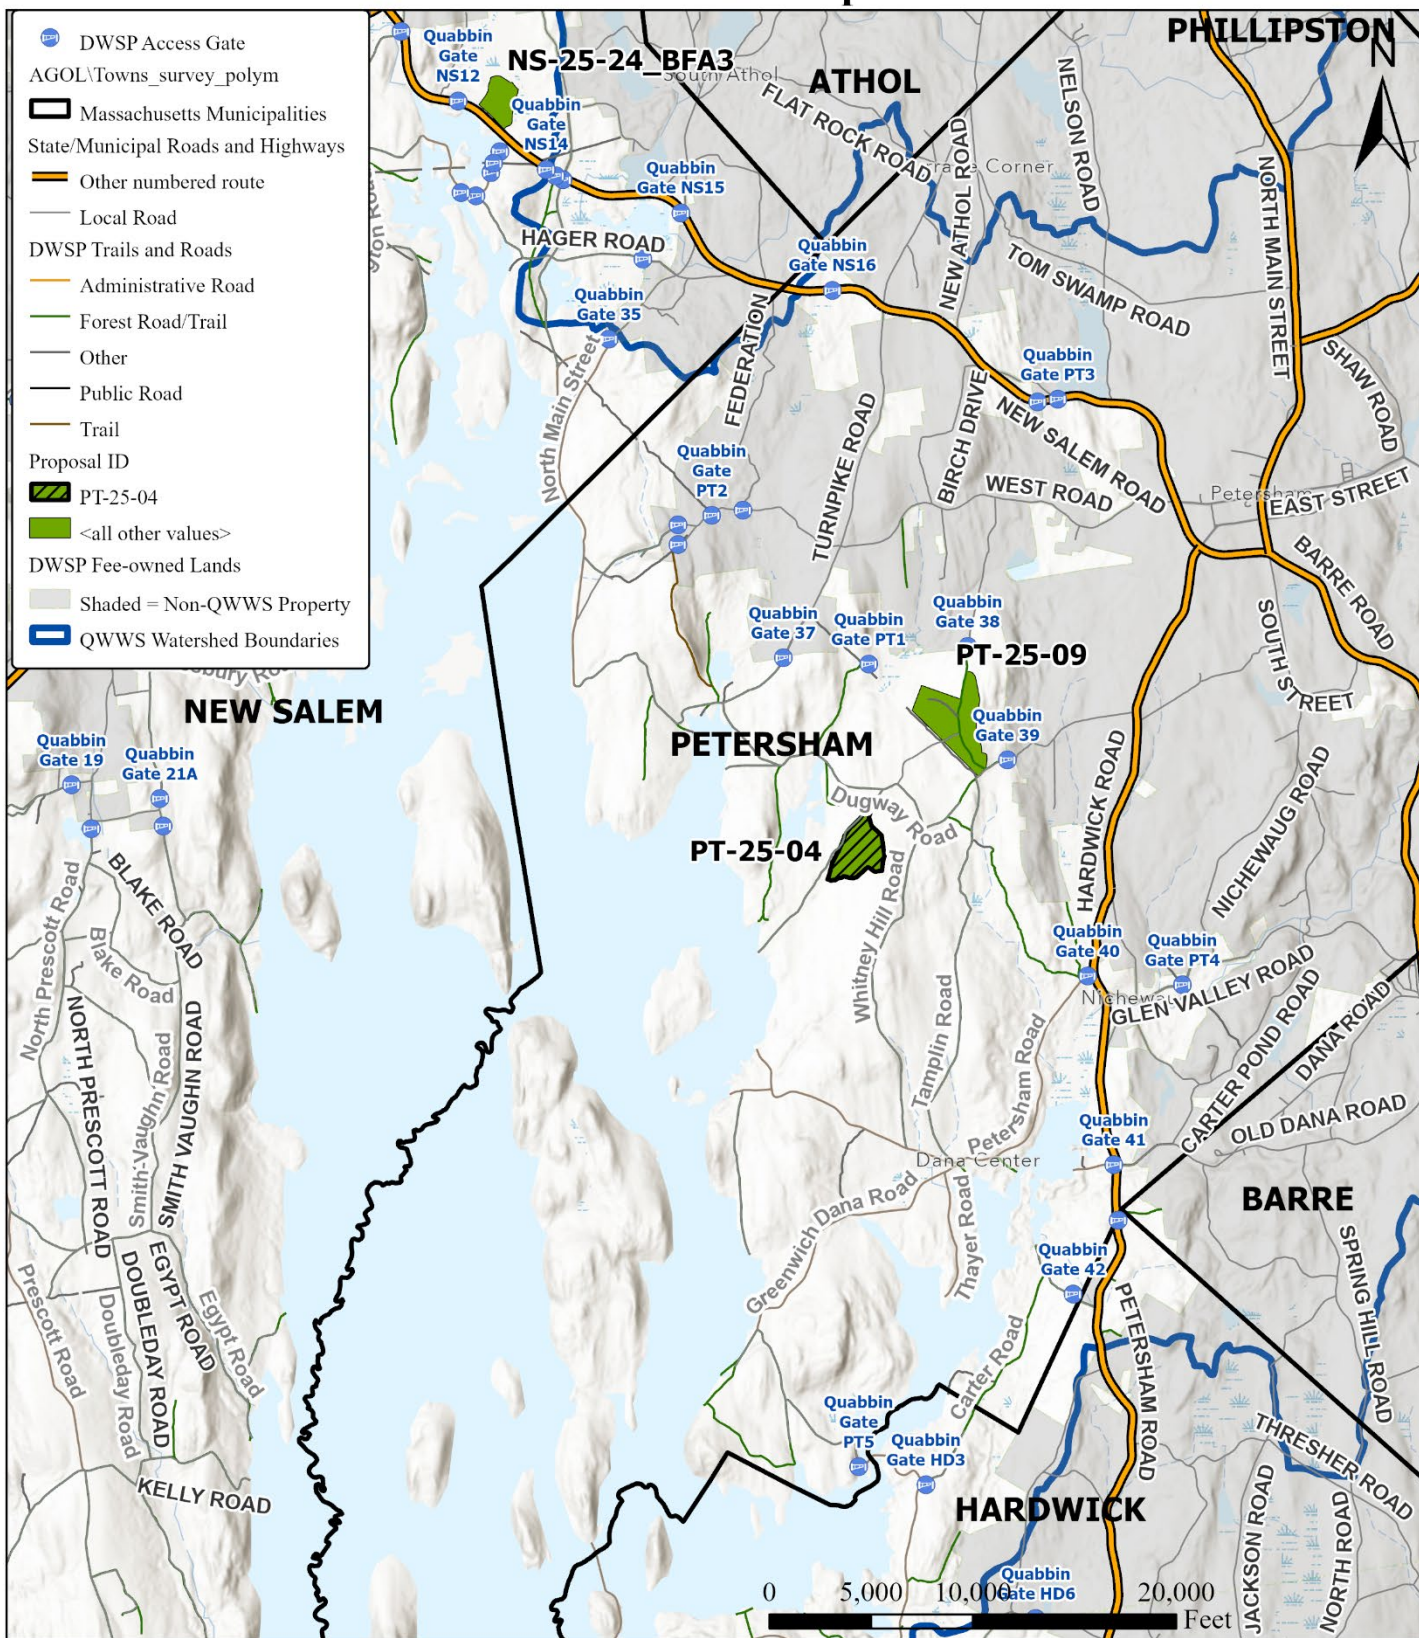 DWSP Access Gate
AGOL\Towns_survey_polym
Massachusetts Municipalities
State/Municipal Roads and Highways
Other numbered route
Local Road
DWSP Trails and Roads
Administrative Road
Forest Road/Trail
Other
Public Road
Trail
Proposal ID
PT-25-04
<all other values>
DWSP Fee-owned Lands
Shaded = Non-QWWS Property
QWWS Watershed Boundaries
PHILLIPSTON
N
Quabbin
Gate
NS12
NS-25-24_BFA3
South Athol
ATHOL
FLAT ROCK ROAD
NELSON ROAD
Quabbin
Gate
NS14
Quabbin
Gate NS15
NEW ATHOL ROAD
Corner
NORTH MAIN STREET
HAGER ROAD
Quabbin
Gate NS16
TOM SWAMP ROAD
Quabbin
Gate 35
North Main Street
FEDERATION
Quabbin
Gate PT3
SHAW ROAD
TURNPIKE ROAD
BIRCH DRIVE
NEW SALEM ROAD
WEST ROAD
Petersham
EAST STREET
Quabbin
Gate
PT2
BARRE ROAD
SOUTH STREET
Quabbin
Gate 37
Quabbin
Gate PT1
Quabbin
Gate 38
PT-25-09
Quabbin
Gate 39
NEW SALEM
PETERSHAM
Quabbin
Gate 19
Quabbin
Gate 21A
HARDWICK ROAD
NICHEWAUG ROAD
Dugway Road
PT-25-04
Whitney Hill Road
BLAKE ROAD
North Prescott Road
Blake Road
Quabbin
Gate 40
Quabbin
Gate PT4
GLEN VALLEY ROAD
CARTER POND ROAD
DANA ROAD
NORTH PRESCOTT ROAD
Smith-Vaughn Road
SMITH VAUGHN ROAD
Tamplin Road
Petersham Road
Quabbin
Gate 41
OLD DANA ROAD
Dana Center
BARRE
Greenwich Dana Road
Thayer Road
Quabbin
Gate 42
SPRING HILL ROAD
Prescott Road
DOUBLEDAY ROAD
Doubleday Road
EGYPT ROAD
Egypt Road
PETERSHAM ROAD
Carter Road
Quabbin
Gate
PT5
Quabbin
Gate HD3
THRESHER ROAD
KELLY ROAD
HARDWICK
JACKSON ROAD
NORTH ROAD
Quabbin
Gate HD6
0 5,000 10,000 20,000
Feet